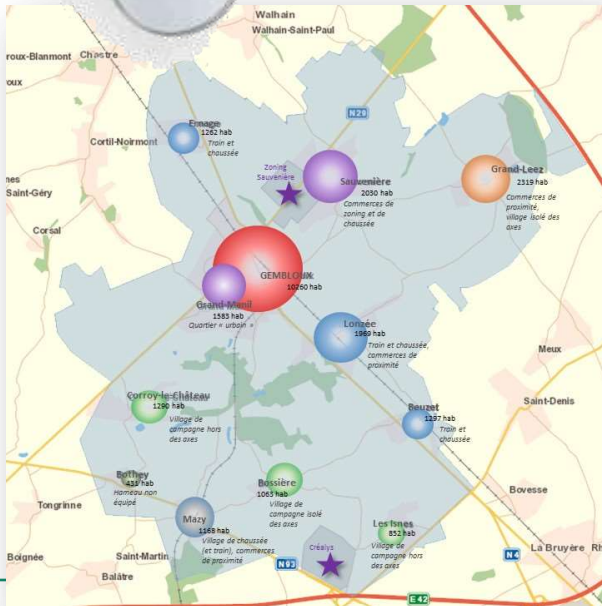 Walhain
Walhain-Saint-Paul
roux-Blanmont
Chastre
roux
N29
Ernage
1262 hab
Train et
chaussée
Cortil-Noirmont
Zoning
Sauvenière
Sauvenière
2030 hab
Commerces de
zoning et de
chaussée
Grand-Leez
2319 hab
Commerces de
proximité,
village isolé des
axes
nes
Saint-Géry
Corsal
GEMBLOUX
10260 hab
Grand-Manil
1583 hab
Quartier « urbain »
Lonzée
1969 hab
Train et chaussée,
commerces de
proximité
Meux
Corroy-le-Château
1290 hab
Village de
campagne hors
des axes
Saint-Denis
Beuzet
1297 hab
Train et
chaussée
Bothey
431 hab
Hameau non
équipé
Bossière
1063 hab
Village de
campagne isolé
des axes
Bovesse
Tongrinne
Mazy
1168 hab
Village de chaussée
(et train), commerces
de proximité
Les Isnes
852 hab
Village de
campagne hors
des axes
Créalys
N4
La Bruyère
Rh
Boignée
Saint-Martin
N93
Balâtre
E42